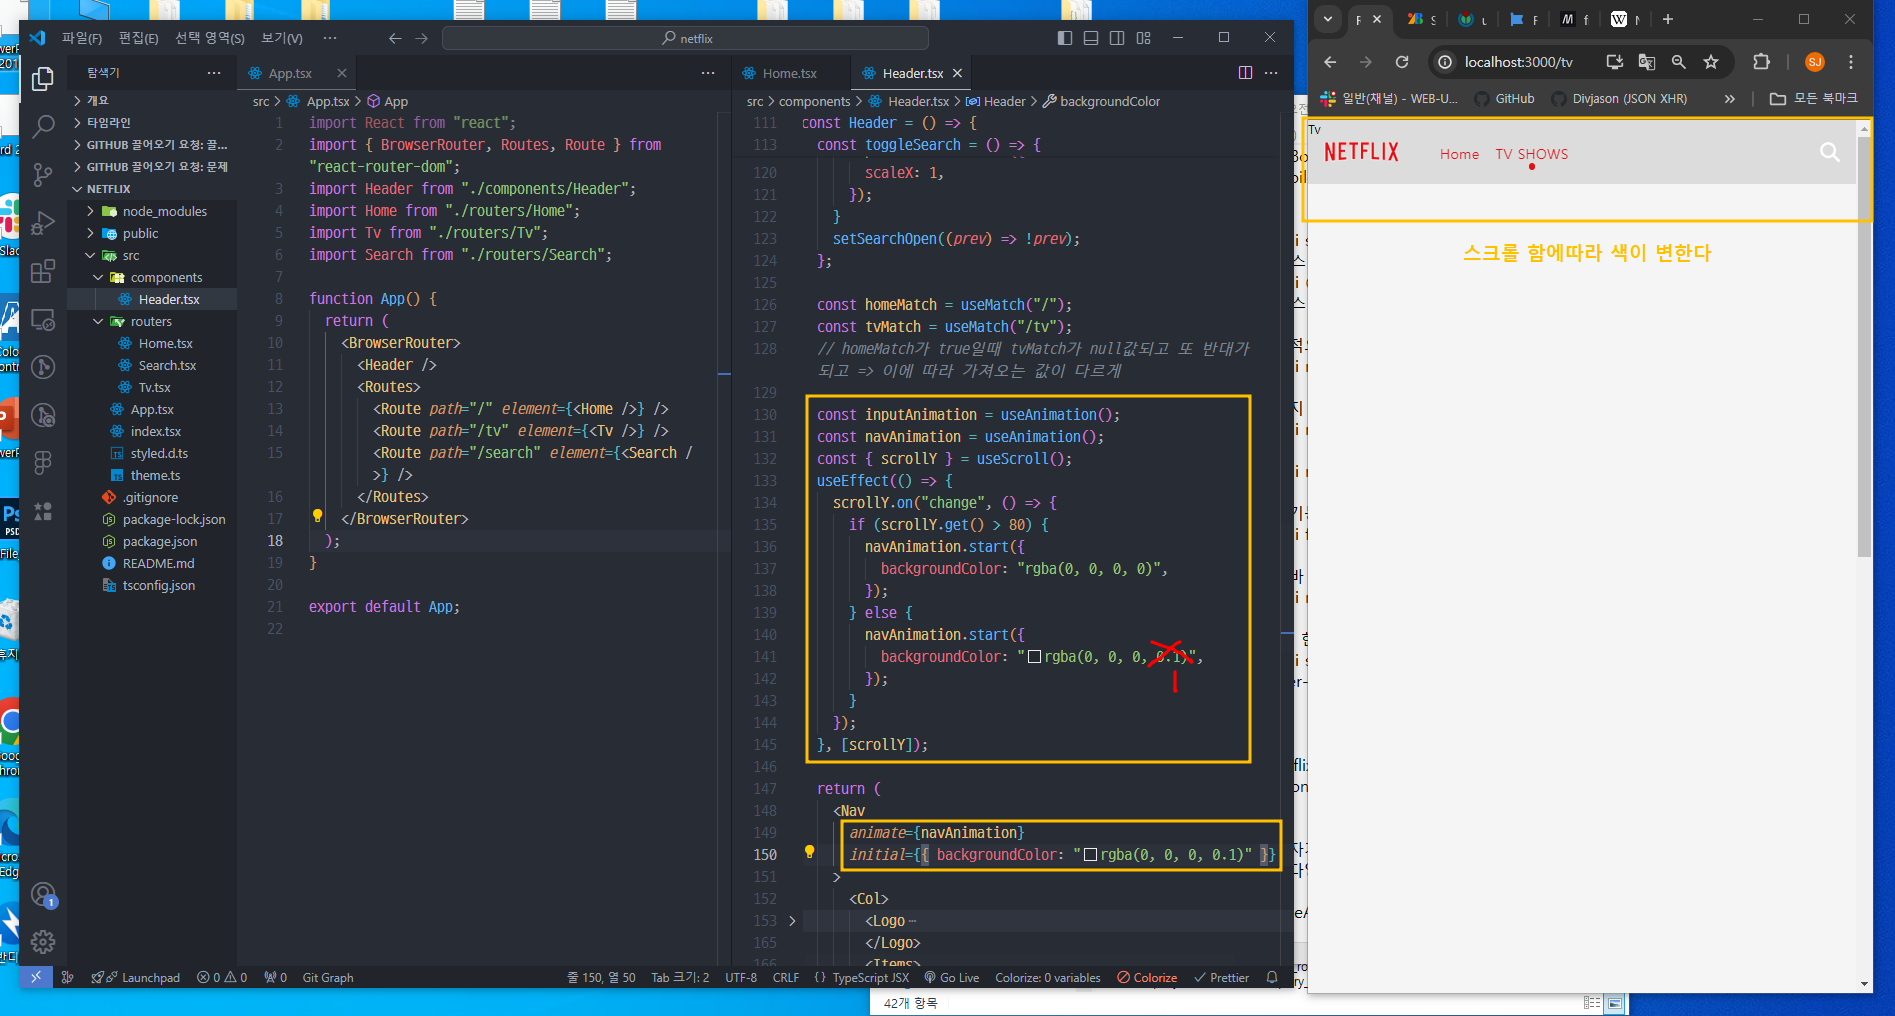 파일(F) 편집(E) 선택 영역(S) 보기(V) ··· netflix
탐색기
개요
타임라인
GITHUB 끌어오기 요청: 끌...
GITHUB 끌어오기 요청: 문제
NETFLIX
node_modules
public
src
components
Header.tsx
routers
Home.tsx
Search.tsx
Tv.tsx
App.tsx
index.tsx
styled.d.ts
theme.ts
.gitignore
package-lock.json
package.json
README.md
tsconfig.json
App.tsx
src > App.tsx > App
1 import React from "react";
2 import { BrowserRouter, Routes, Route } from
"react-router-dom";
3 import Header from "./components/Header";
4 import Home from "./routers/Home";
5 import Tv from "./routers/Tv";
6 import Search from "./routers/Search";
7
8 function App() {
9 return (
10 <BrowserRouter>
11 <Header />
12 <Routes>
13 <Route path="/" element={<Home />} />
14 <Route path="/tv" element={<Tv />} />
15 <Route path="/search" element={<Search /
>} />
16 </Routes>
17 </BrowserRouter>
18 );
19 }
20
21 export default App;
22
Home.tsx Header.tsx
src > components > Header.tsx > Header > backgroundColor
111 const Header = () => {
113 const toggleSearch = () => {
120 scaleX: 1,
121 });
122 }
123 setSearchOpen((prev) => !prev);
124 };
125
126 const homeMatch = useMatch("/");
127 const tvMatch = useMatch("/tv");
128 // homeMatch가 true일때 tvMatch가 null값되고 또 반대가
되고 => 이에 따라 가져오는 값이 다르게
129
130 const inputAnimation = useAnimation();
131 const navAnimation = useAnimation();
132 const { scrollY } = useScroll();
133 useEffect(() => {
134 scrollY.on("change", () => {
135 if (scrollY.get() > 80) {
136 navAnimation.start({
137 backgroundColor: "rgba(0, 0, 0, 0)",
138 });
139 } else {
140 navAnimation.start({
141 backgroundColor: "rgba(0, 0, 0, 0.1)",
1
142 });
143 }
144 });
145 }, [scrollY]);
146
147 return (
148 <Nav
149 animate={navAnimation}
150 initial={{ backgroundColor: "rgba(0, 0, 0, 0.1)" }}
151 >
152 <Col>
153 <Logo ···
165 </Logo>
166 <Items>
1
Launchpad 0 0 0 Git Graph 줄 150, 열 50 Tab 크기: 2 UTF-8 CRLF {} TypeScript JSX Go Live Colorize: 0 variables Colorize Prettier
localhost:3000/tv SJ
일반(채널) - WEB-U... GitHub Divjason (JSON XHR) » 모든 북마크
Tv
NETFLIX Home TV SHOWS
스크롤 함에따라 색이 변한다
42개 항목